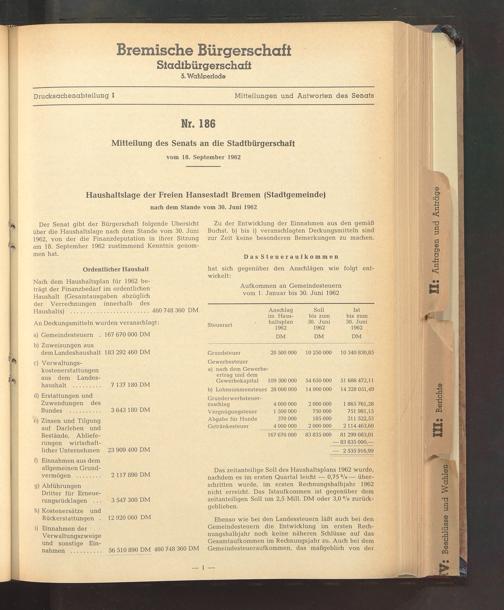 Bremische Bürgerschaft
Stadtbürgerschaft
5. Wahlperiode
Drucksachenabteilung I Mitteilungen und Antworten des Senats
Nr. 186
Mitteilung des Senats an die Stadtbürgerschaft
vom 18. September 1962
Haushaltslage der Freien Hansestadt Bremen (Stadtgemeinde)
nach dem Stande vom 30. Juni 1962
Der Senat gibt der Bürgerschaft folgende Übersicht
über die Haushaltslage nach dem Stande vom 30. Juni
1962, von der die Finanzdeputation in ihrer Sitzung
am 18. September 1962 zustimmend Kenntnis genom-
men hat.
Ordentlicher Haushalt
Nach dem Haushaltsplan für 1962 be-
trägt der Finanzbedarf im ordentlichen
Haushalt (Gesamtausgaben abzüglich
der Verrechnungen innerhalb des
Haushalts) 460 748 360 DM
An Deckungsmitteln wurden veranschlagt:
a) Gemeindesteuern 167 670 000 DM
b) Zuweisungen aus
dem Landeshaushalt 183 292 460 DM
c) Verwaltungs-
kostenerstattungen
aus dem Landes-
haushalt 7 137 180 DM
d) Erstattungen und
Zuwendungen des
Bundes 3 643 180 DM
e) Zinsen und Tilgung
auf Darlehen und
Bestände, Abliefe-
rungen wirtschaft-
licher Unternehmen 23 909 400 DM
f) Einnahmen aus dem
allgemeinen Grund-
vermögen 2 117 890 DM
g) Abführungen
Dritter für Erneue-
rungsrücklagen 3 547 300 DM
h) Kostenersätze und
Rückerstattungen 12 920 060 DM
i) Einnahmen der
Verwaltungszweige
und sonstige Ein-
nahmen 56 510 890 DM 460 748 360 DM
Zu der Entwicklung der Einnahmen aus den gemäß
Buchst. b) bis i) veranschlagten Deckungsmitteln sind
zur Zeit keine besonderen Bemerkungen zu machen.
Das Steueraufkommen
hat sich gegenüber den Anschlägen wie folgt ent-
wickelt:
Aufkommen an Gemeindesteuern
vom 1. Januar bis 30. Juni 1962
Steuerart Anschlag im Haus- haltsplan 1962 Soll bis zum 30. Juni 1962 Ist bis zum 30. Juni 1962
DM DM DM
Grundsteuer 20 500 000 10 250 000 10 340 830,85
Gewerbesteuer
a) nach dem Gewerbe-
ertrag und dem
Gewerbekapital 109 300 000 54 650 000 51 688 472,11
b) Lohnsummensteuer 28 000 000 14 000 000
Grunderwerbsteuer-
zuschlag 4 000 000 2 000 000 1 863 761,28
Vergnügungsteuer 1 500 000 750 000 751 981,15
Abgabe für Hunde 370 000 185 000 211 522,53
Getränkesteuer 4 000 000 2 000 000 2 114 463,60
167 670 000 83 835 000 81 299 083,01
— 83 835 000,—
— 2 535 916,99
Das zeitanteilige Soll des Haushaltsplans 1962 wurde,
nachdem es im ersten Quartal leicht — 0,75 % — über-
schritten wurde, im ersten Rechnungshalbjahr 1962
nicht erreicht. Das Istaufkommen ist gegenüber dem
zeitanteiligen Soll um 2,5 Mill. DM oder 3,0 % zurück-
geblieben.
Ebenso wie bei den Landessteuern läßt auch bei den
Gemeindesteuern die Entwicklung im ersten Rech-
nungshalbjahr noch keine näheren Schlüsse auf das
Gesamtaufkommen im Rechnungsjahr zu. Auch bei dem
Gemeindesteueraufkommen, das maßgeblich von der
— 1 —
II: Anfragen und Anträge
III: Berichte
IV: Beschlüsse und Wahlen